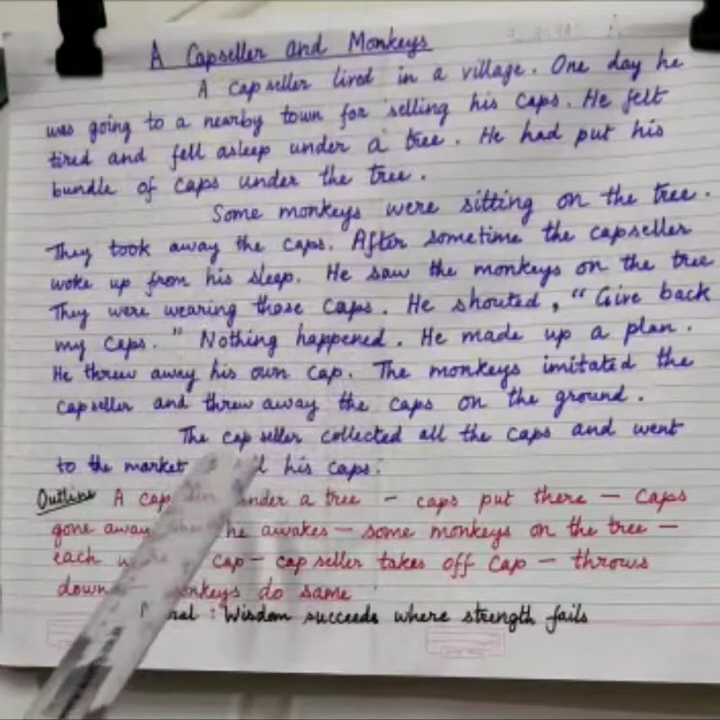 A Capseller and Monkeys
A Cap seller lived in a village. One day he
was going to a nearby town for selling his Caps. He felt
tired and fell asleep under a tree. He had put his
bundle of Caps under the tree.
Some monkeys were sitting on the tree.
They took away the caps. After sometime the capseller
woke up from his sleep. He saw the monkeys on the tree
They were wearing those Caps. He shouted, "Give back
my Caps." Nothing happened. He made up a plan.
He threw away his own Cap. The monkeys imitated the
Capseller and threw away the caps on the ground.
The cap seller collected all the caps and went
to the market his caps.
Outline A cap under a tree - caps put there - Caps
gone away he awakes - some monkeys on the tree -
each cap - cap seller takes off Cap - throws
down monkeys do same
Moral : Wisdom succeeds where strength fails